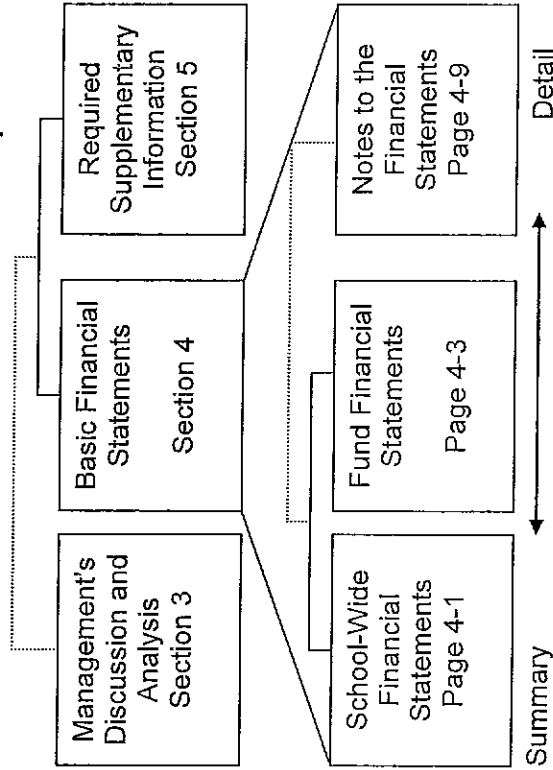 Management's
Discussion and
Analysis
Section 3
Basic Financial
Statements
Section 4
Required
Supplementary
Information
Section 5
School-Wide
Financial
Statements
Page 4-1
Fund Financial
Statements
Page 4-3
Notes to the
Financial
Statements
Page 4-9
Summary
Detail